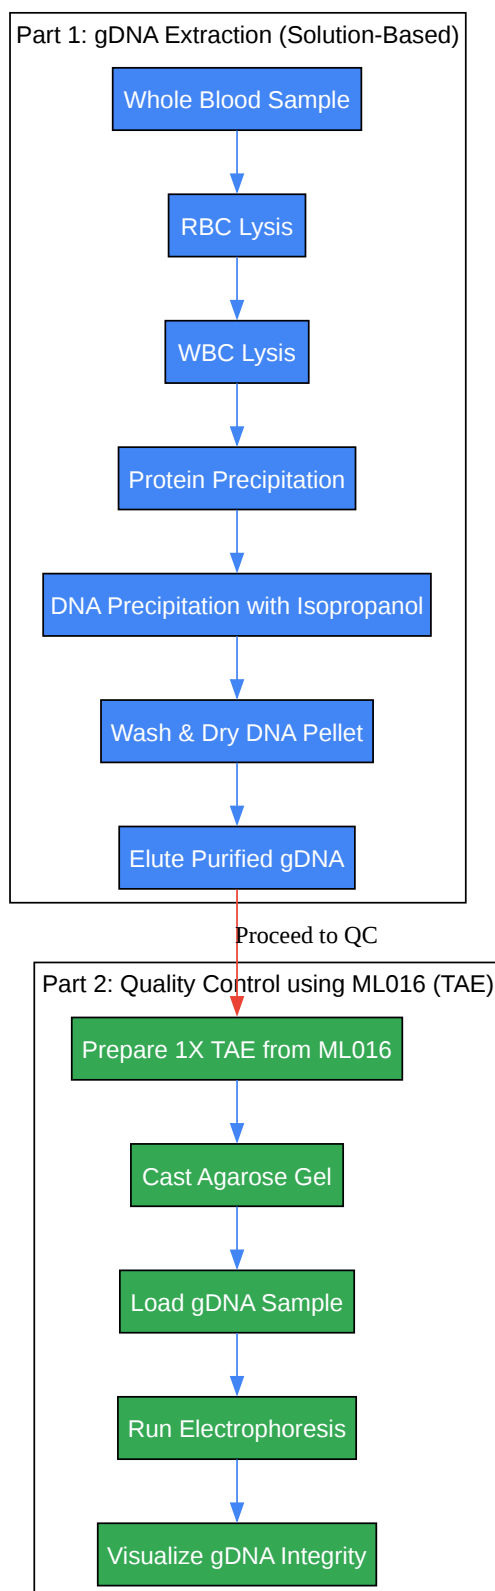 Part 1: gDNA Extraction (Solution-Based)
Whole Blood Sample
RBC Lysis
WBC Lysis
Protein Precipitation
DNA Precipitation with Isopropanol
Wash & Dry DNA Pellet
Elute Purified gDNA
Proceed to QC
Part 2: Quality Control using ML016 (TAE)
Prepare 1X TAE from ML016
Cast Agarose Gel
Load gDNA Sample
Run Electrophoresis
Visualize gDNA Integrity